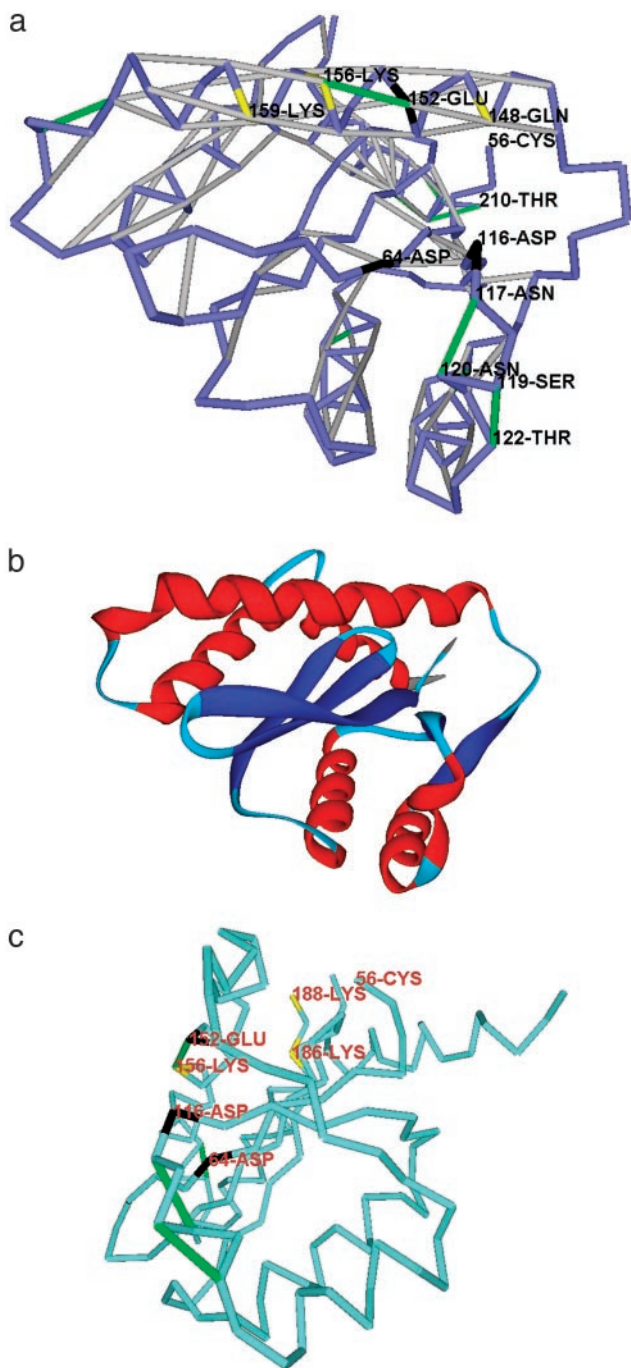 a
156-LYS
152-GLU
159-LYS
148-GLN
56-CYS
210-THR
116-ASP
64-ASP
117-ASN
120-ASN
119-SER
122-THR
b
c
188-LYS
56-CYS
152-GLU
186-LYS
156-LYS
116-ASP
64-ASP